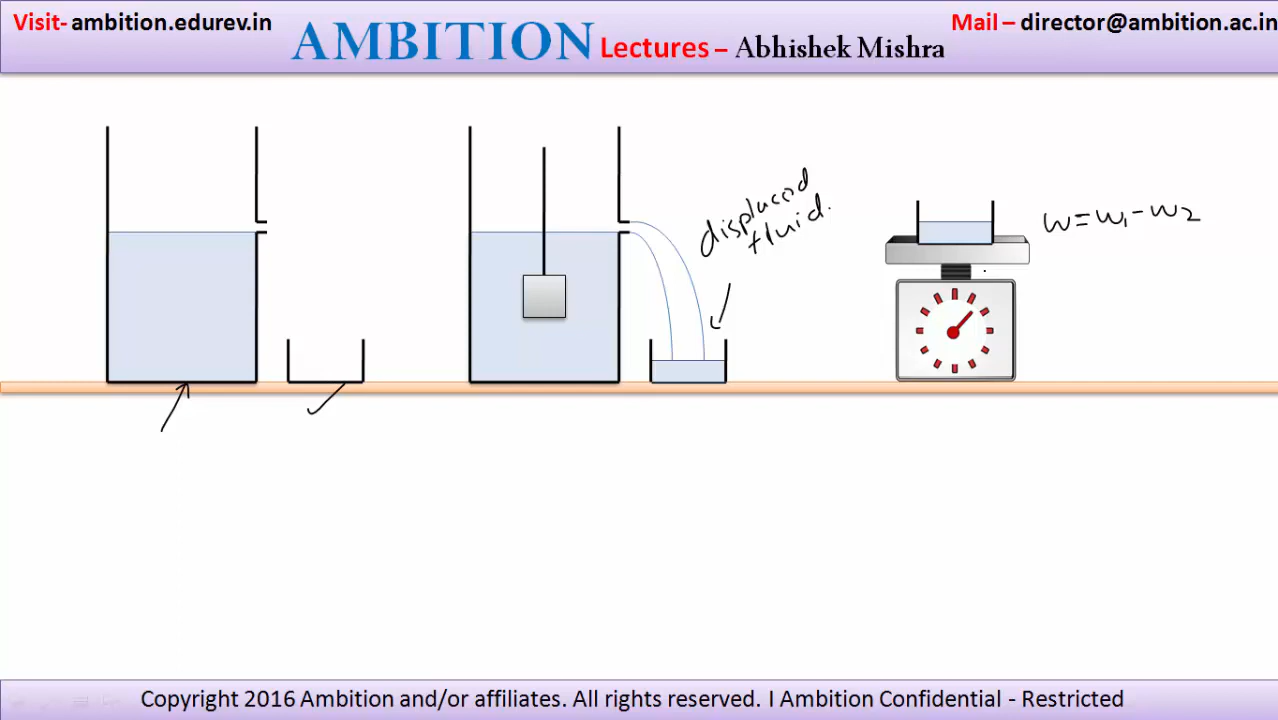 Visit- ambition.edurev.in
AMBITION Lectures – Abhishek Mishra
Mail – director@ambition.ac.in
displaced
fluid.
W=W1-W2
Copyright 2016 Ambition and/or affiliates. All rights reserved. I Ambition Confidential - Restricted